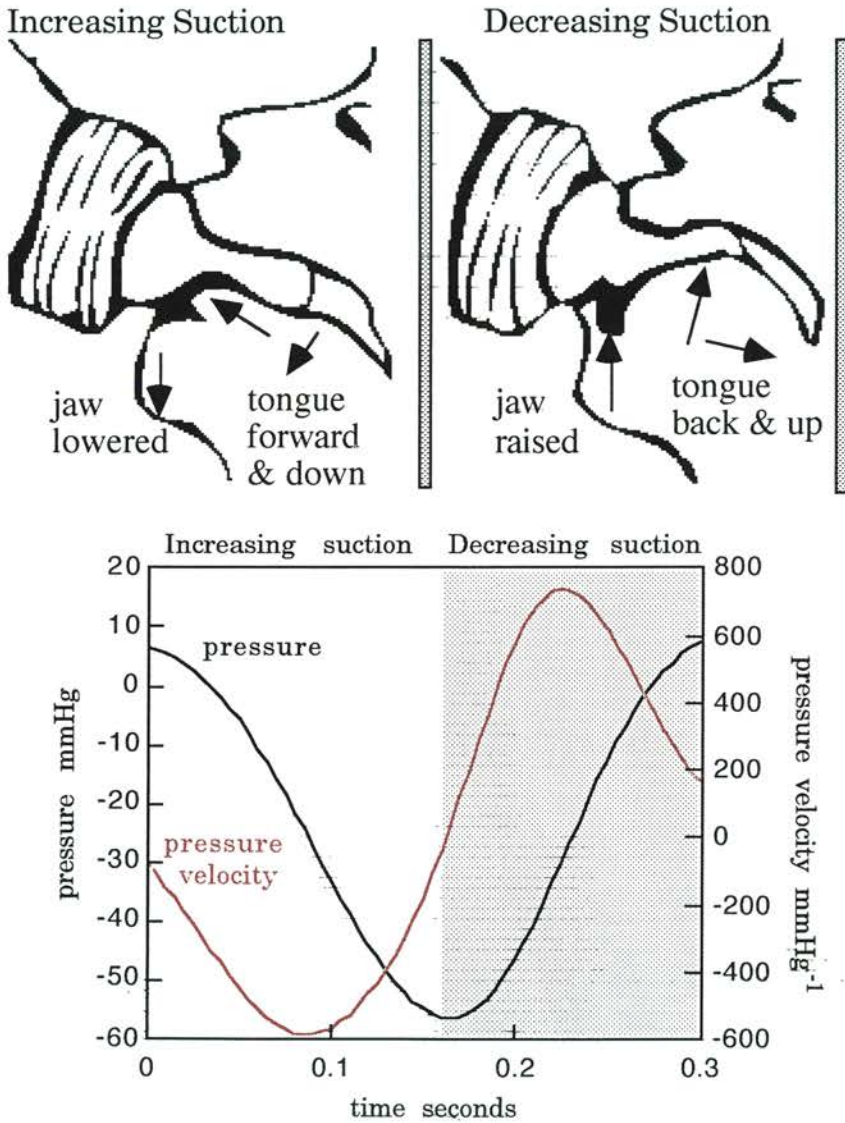 Increasing Suction
Decreasing Suction
jaw
lowered
tongue
forward
& down
jaw
raised
tongue
back & up
Increasing suction
Decreasing suction
20
10
0
-10
-20
-30
-40
-50
-60
pressure mmHg
pressure
pressure
velocity
800
600
400
200
0
-200
-400
-600
pressure velocity mmHg-1
0
0.1
0.2
0.3
time seconds